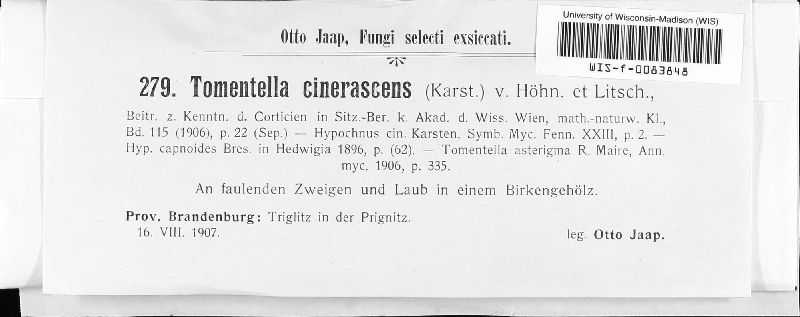 University of Wisconsin-Madison (WIS)
WIS-f-0083848
Otto Jaap, Fungi selecti exsiccati.
279. Tomentella cinerascens (Karst.) v. Höhn. et Litsch.,
Beitr. z. Kenntn. d. Corticien in Sitz.-Ber. k. Akad. d. Wiss. Wien, math.-naturw. Kl.,
Bd. 115 (1906), p. 22 (Sep.) — Hypochnus cin. Karsten, Symb. Myc. Fenn. XXIII, p. 2. —
Hyp. capnoides Bres. in Hedwigia 1896, p. (62). — Tomentella asterigma R. Maire, Ann.
myc. 1906, p. 335.
An faulenden Zweigen und Laub in einem Birkengehölz.
Prov. Brandenburg: Triglitz in der Prignitz.
16. VIII. 1907. leg. Otto Jaap.